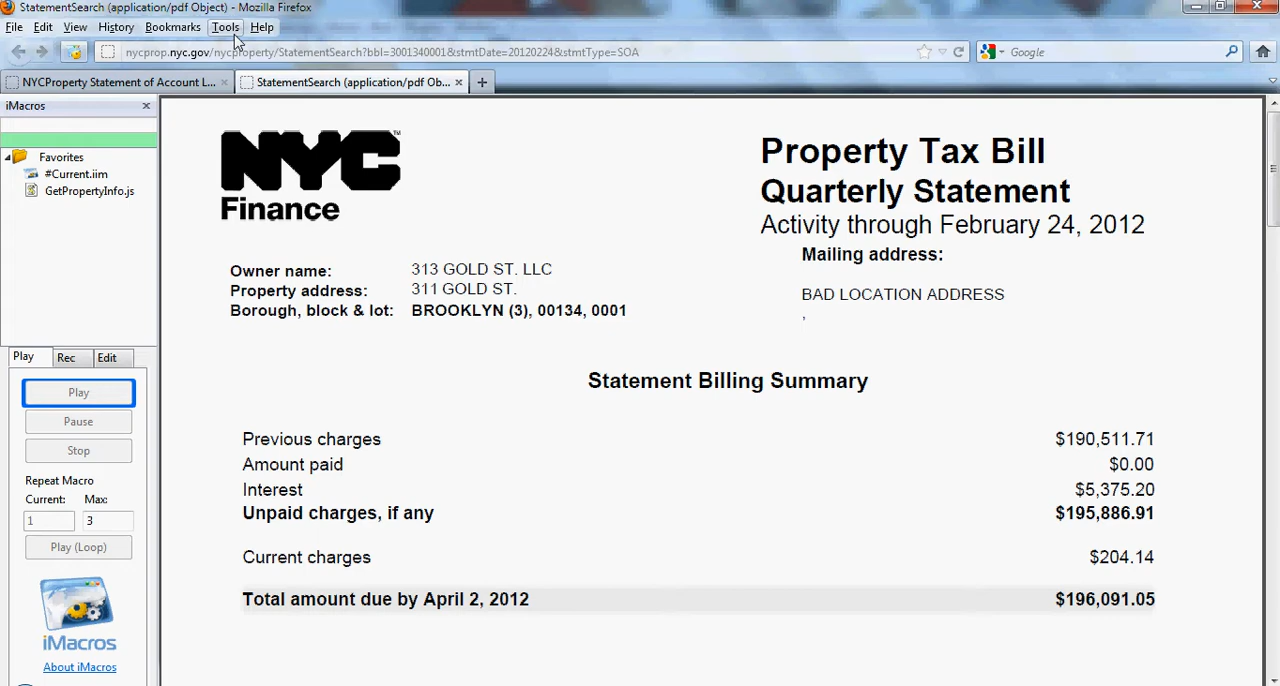 StatementSearch (application/pdf Object) - Mozilla Firefox
File Edit View History Bookmarks Tools Help
nycprop.nyc.gov/nycproperty/StatementSearch?bbl=3001340001&stmtDate=20120224&stmtType=SOA
Google
NYCProperty Statement of Account L...
StatementSearch (application/pdf Ob...
iMacros
Favorites
#Current.iim
GetPropertyInfo.js
Play Rec Edit
Play
Pause
Stop
Repeat Macro
Current: Max:
1 3
Play (Loop)
iMacros
About iMacros
NYC
TM
Finance
Property Tax Bill
Quarterly Statement
Activity through February 24, 2012
Mailing address:
BAD LOCATION ADDRESS
,
Owner name: 313 GOLD ST. LLC
Property address: 311 GOLD ST.
Borough, block & lot: BROOKLYN (3), 00134, 0001
Statement Billing Summary
Previous charges $190,511.71
Amount paid $0.00
Interest $5,375.20
Unpaid charges, if any $195,886.91
Current charges $204.14
Total amount due by April 2, 2012 $196,091.05